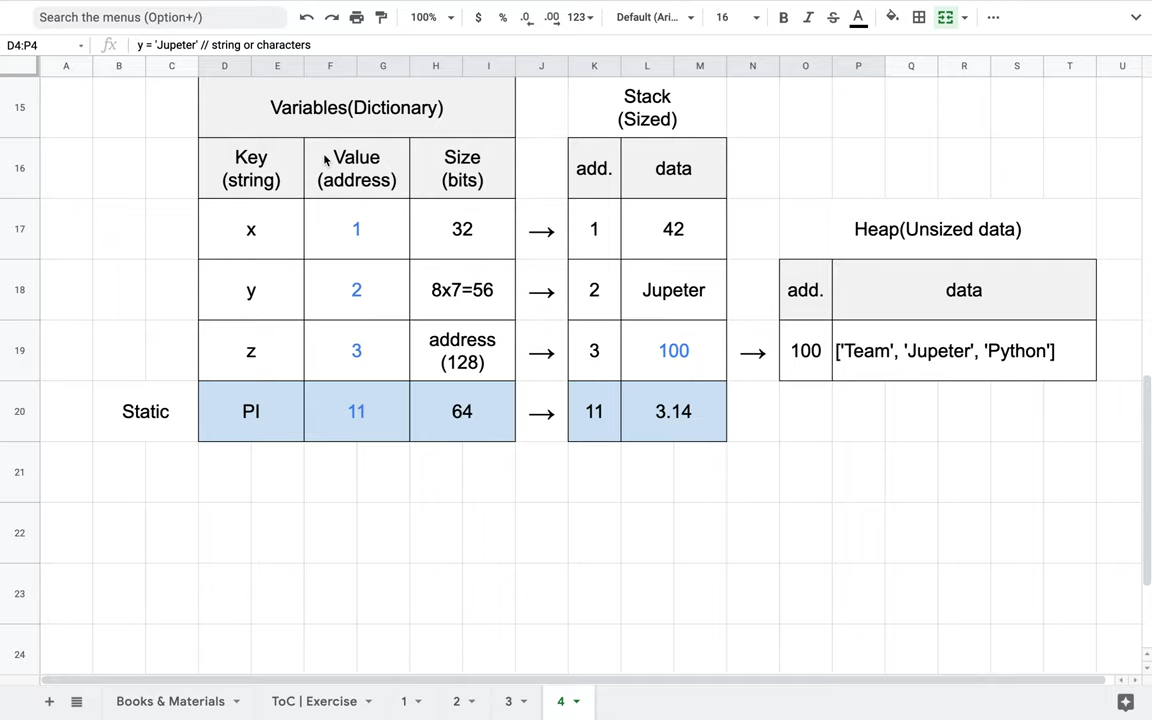 Search the menus (Option+/)
100%
$
%
.0
.00
123
Default (Ari...
16
B
I
S
A
D4:P4
fx
y = 'Jupeter' // string or characters
A B C D E F G H I J K L M N O P Q R S T U
15
Variables(Dictionary)
Stack
(Sized)
16
Key
(string)
Value
(address)
Size
(bits)
add.
data
17
x
1
32
→
1
42
Heap(Unsized data)
18
y
2
8x7=56
→
2
Jupeter
add.
data
19
z
3
address
(128)
→
3
100
→
100
['Team', 'Jupeter', 'Python']
20
Static
PI
11
64
→
11
3.14
21
22
23
24
Books & Materials
ToC | Exercise
1
2
3
4